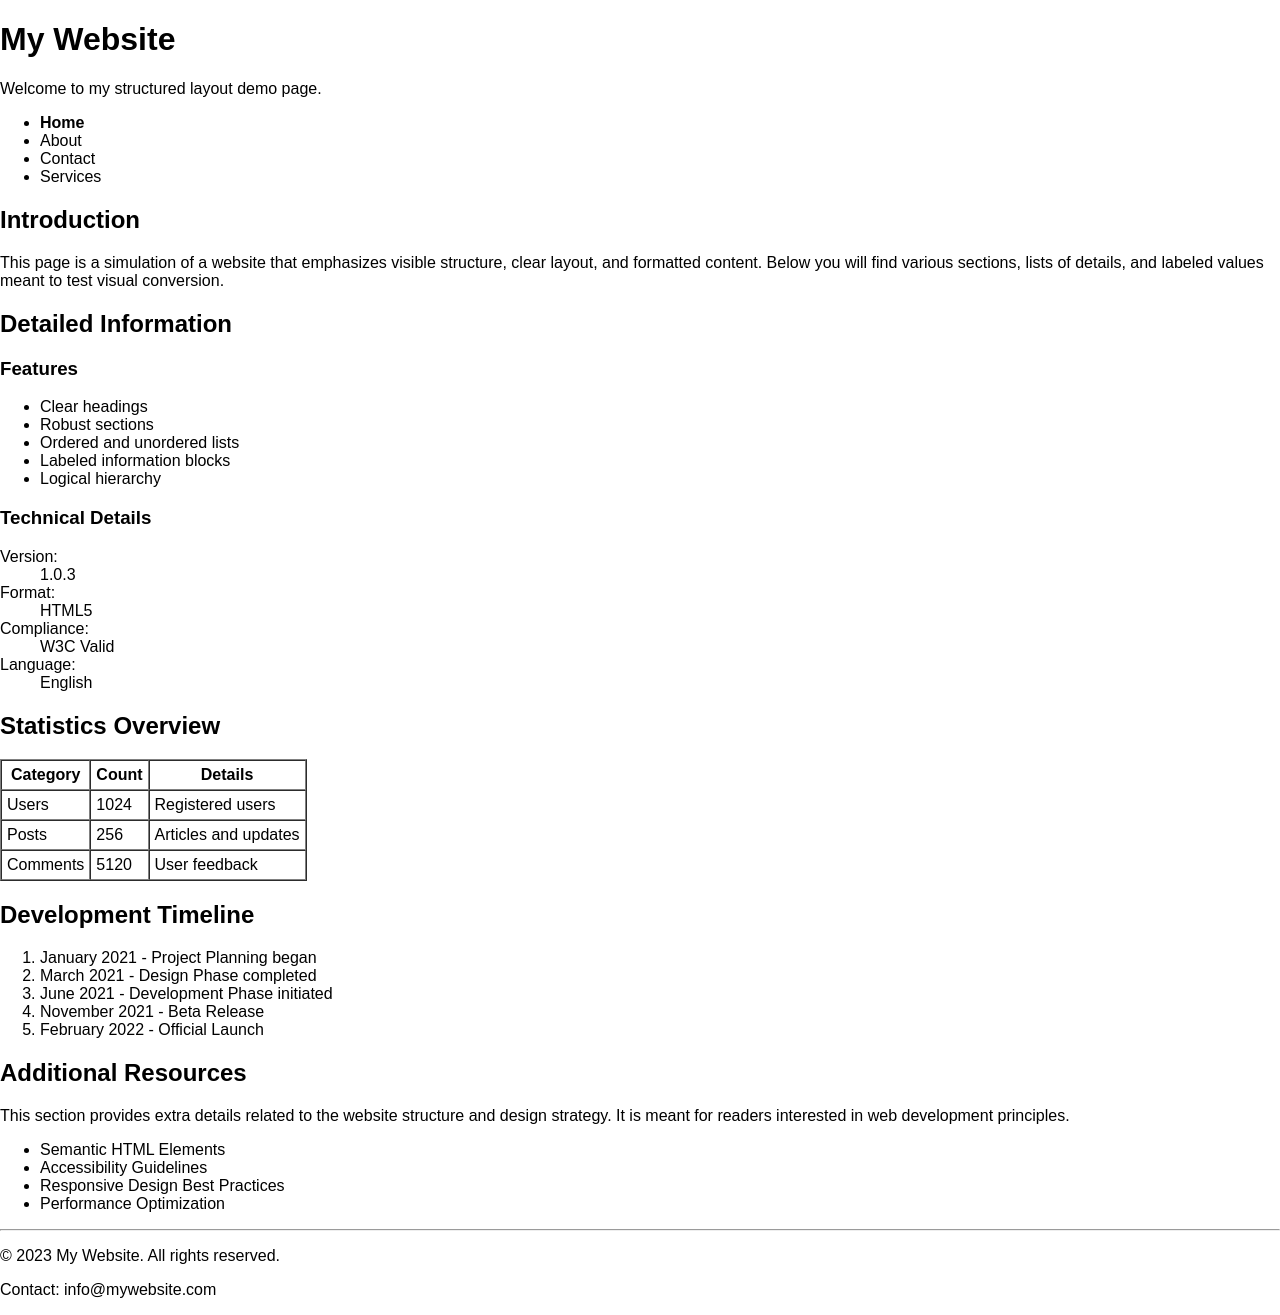 My Website
Welcome to my structured layout demo page.
• Home
• About
• Contact
• Services
Introduction
This page is a simulation of a website that emphasizes visible structure, clear layout, and formatted content. Below you will find various sections, lists of details, and labeled values
meant to test visual conversion.
Detailed Information
Features
• Clear headings
• Robust sections
• Ordered and unordered lists
• Labeled information blocks
• Logical hierarchy
Technical Details
Version:
1.0.3
Format:
HTML5
Compliance:
W3C Valid
Language:
English
Statistics Overview
Category Count Details
Users 1024 Registered users
Posts 256 Articles and updates
Comments 5120 User feedback
Development Timeline
1. January 2021 - Project Planning began
2. March 2021 - Design Phase completed
3. June 2021 - Development Phase initiated
4. November 2021 - Beta Release
5. February 2022 - Official Launch
Additional Resources
This section provides extra details related to the website structure and design strategy. It is meant for readers interested in web development principles.
• Semantic HTML Elements
• Accessibility Guidelines
• Responsive Design Best Practices
• Performance Optimization
© 2023 My Website. All rights reserved.
Contact: info@mywebsite.com